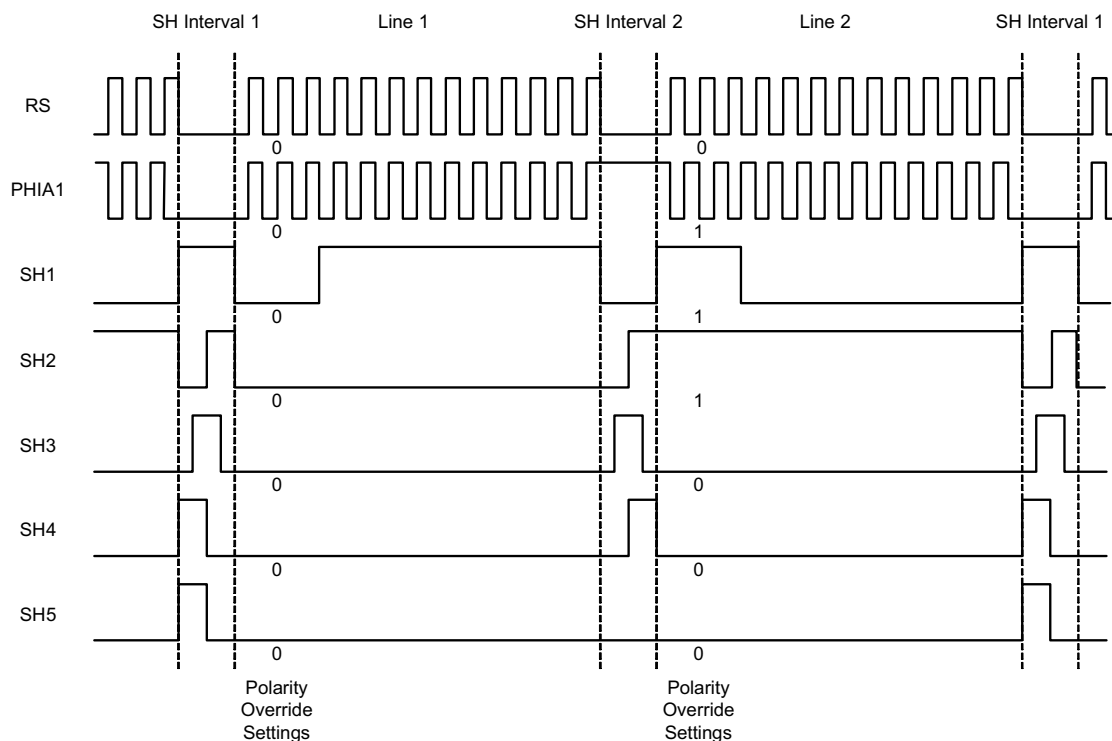 SH Interval 1 Line 1 SH Interval 2 Line 2 SH Interval 1
RS
0 0
PHIA1
0 1
SH1
0 1
SH2
0 1
SH3
0 0
SH4
0 0
SH5
0 0
Polarity Polarity
Override Override
Settings Settings